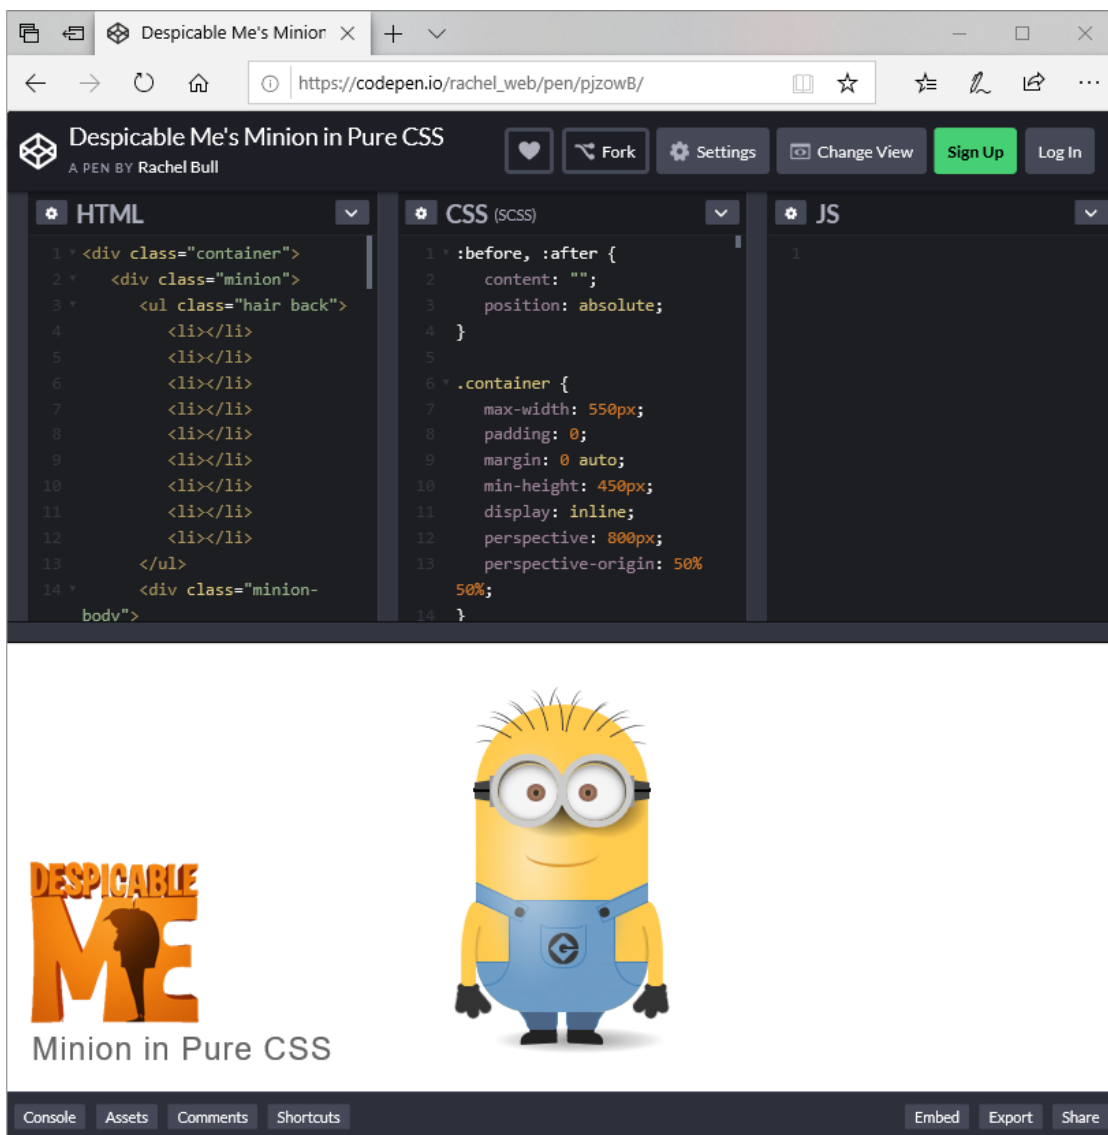 Despicable Me's Minion
https://codepen.io/rachel_web/pen/pjzowB/
Despicable Me's Minion in Pure CSS
A PEN BY Rachel Bull
Fork
Settings
Change View
Sign Up
Log In
HTML
1 <div class="container">
2 <div class="minion">
3 <ul class="hair back">
4 <li></li>
5 <li></li>
6 <li></li>
7 <li></li>
8 <li></li>
9 <li></li>
10 <li></li>
11 <li></li>
12 <li></li>
13 </ul>
14 <div class="minion-
body">
CSS (SCSS)
1 :before, :after {
2 content: "";
3 position: absolute;
4 }
5
6 .container {
7 max-width: 550px;
8 padding: 0;
9 margin: 0 auto;
10 min-height: 450px;
11 display: inline;
12 perspective: 800px;
13 perspective-origin: 50%
50%;
14 }
JS
1
DESPICABLE
ME
G
Minion in Pure CSS
Console
Assets
Comments
Shortcuts
Embed
Export
Share